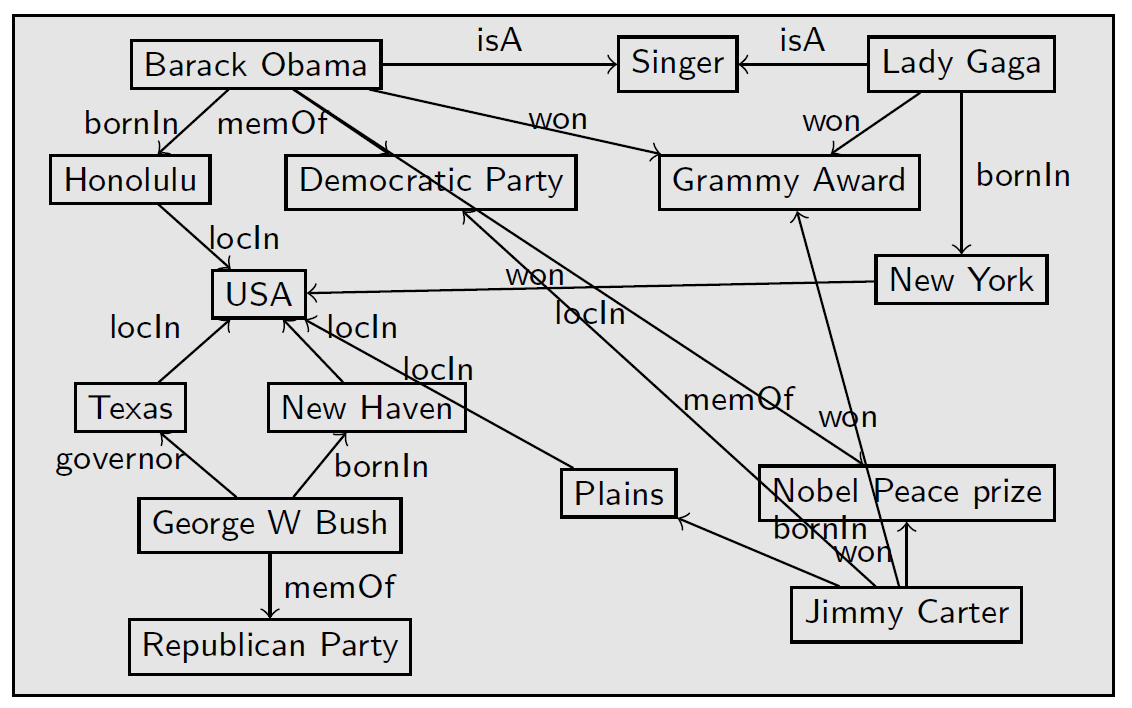 isA
isA
Barack Obama
Singer
Lady Gaga
bornIn
memOf
won
won
Honolulu
Democratic Party
Grammy Award
bornIn
locIn
won
USA
New York
locIn
locIn
locIn
locIn
memOf
Texas
New Haven
won
governor
bornIn
Plains
Nobel Peace prize
George W Bush
bornIn
won
memOf
Jimmy Carter
Republican Party